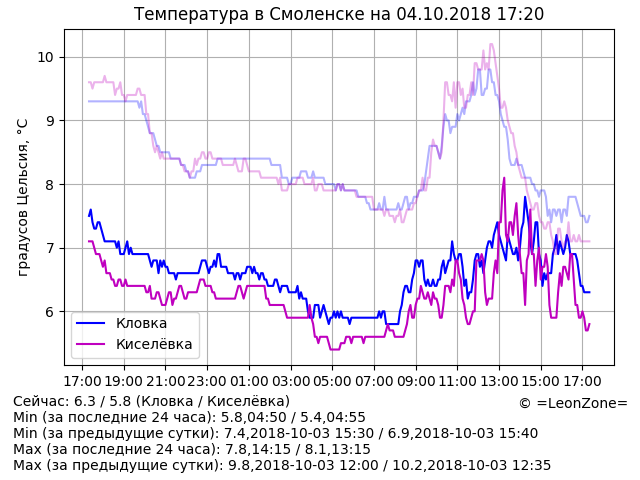 Температура в Смоленске на 04.10.2018 17:20
градусов Цельсия, °C
10
9
8
7
6
Кловка
Киселёвка
17:00 19:00 21:00 23:00 01:00 03:00 05:00 07:00 09:00 11:00 13:00 15:00 17:00
Сейчас: 6.3 / 5.8 (Кловка / Киселёвка)
© =LeonZone=
Min (за последние 24 часа): 5.8,04:50 / 5.4,04:55
Min (за предыдущие сутки): 7.4,2018-10-03 15:30 / 6.9,2018-10-03 15:40
Max (за последние 24 часа): 7.8,14:15 / 8.1,13:15
Max (за предыдущие сутки): 9.8,2018-10-03 12:00 / 10.2,2018-10-03 12:35